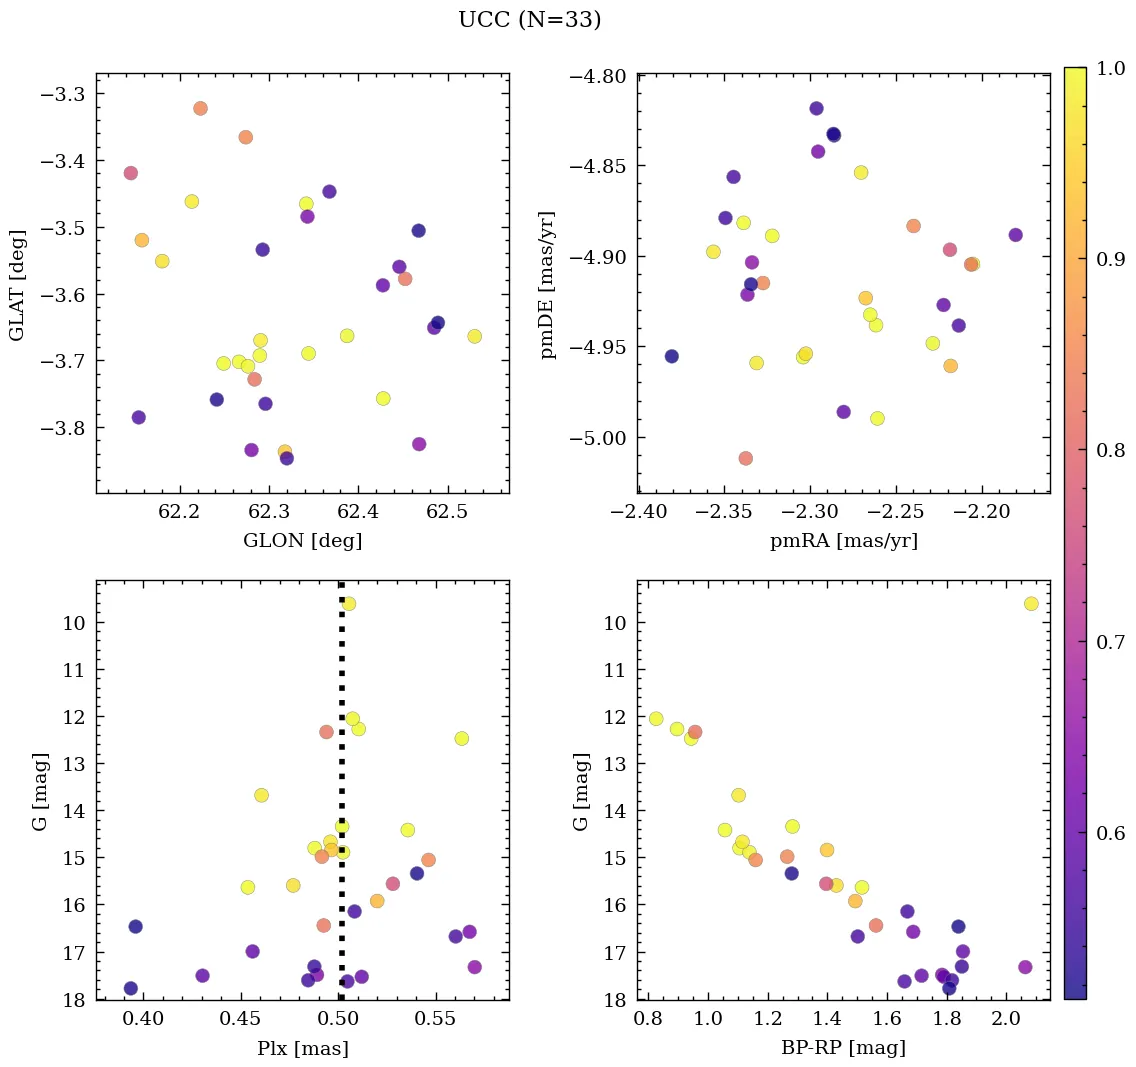 UCC (N=33)
−3.3
−3.4
−3.5
−3.6
−3.7
−3.8
GLAT [deg]
62.2 62.3 62.4 62.5
GLON [deg]
−4.80
−4.85
−4.90
−4.95
−5.00
pmDE [mas/yr]
−2.40 −2.35 −2.30 −2.25 −2.20
pmRA [mas/yr]
1.0
0.9
0.8
0.7
0.6
10
11
12
13
14
15
16
17
18
G [mag]
0.40 0.45 0.50 0.55
Plx [mas]
10
11
12
13
14
15
16
17
18
G [mag]
0.8 1.0 1.2 1.4 1.6 1.8 2.0
BP-RP [mag]